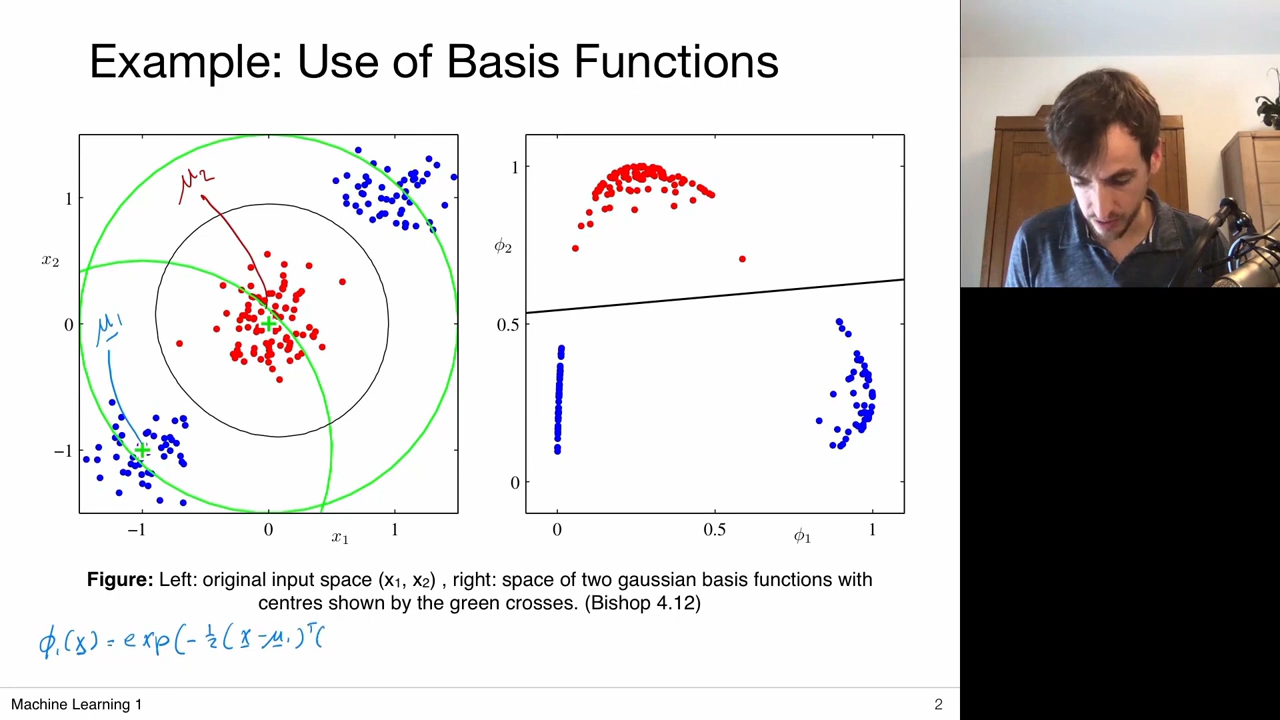 Example: Use of Basis Functions
μ₂
1
x₂
0
μ₁
−1
−1 0 1
x₁
1
ϕ₂
0.5
0
0 0.5 1
ϕ₁
Figure: Left: original input space (x₁, x₂) , right: space of two gaussian basis functions with
centres shown by the green crosses. (Bishop 4.12)
ϕ₁(x) = exp(-½(x-μ₁)ᵀ(
Machine Learning 1
2